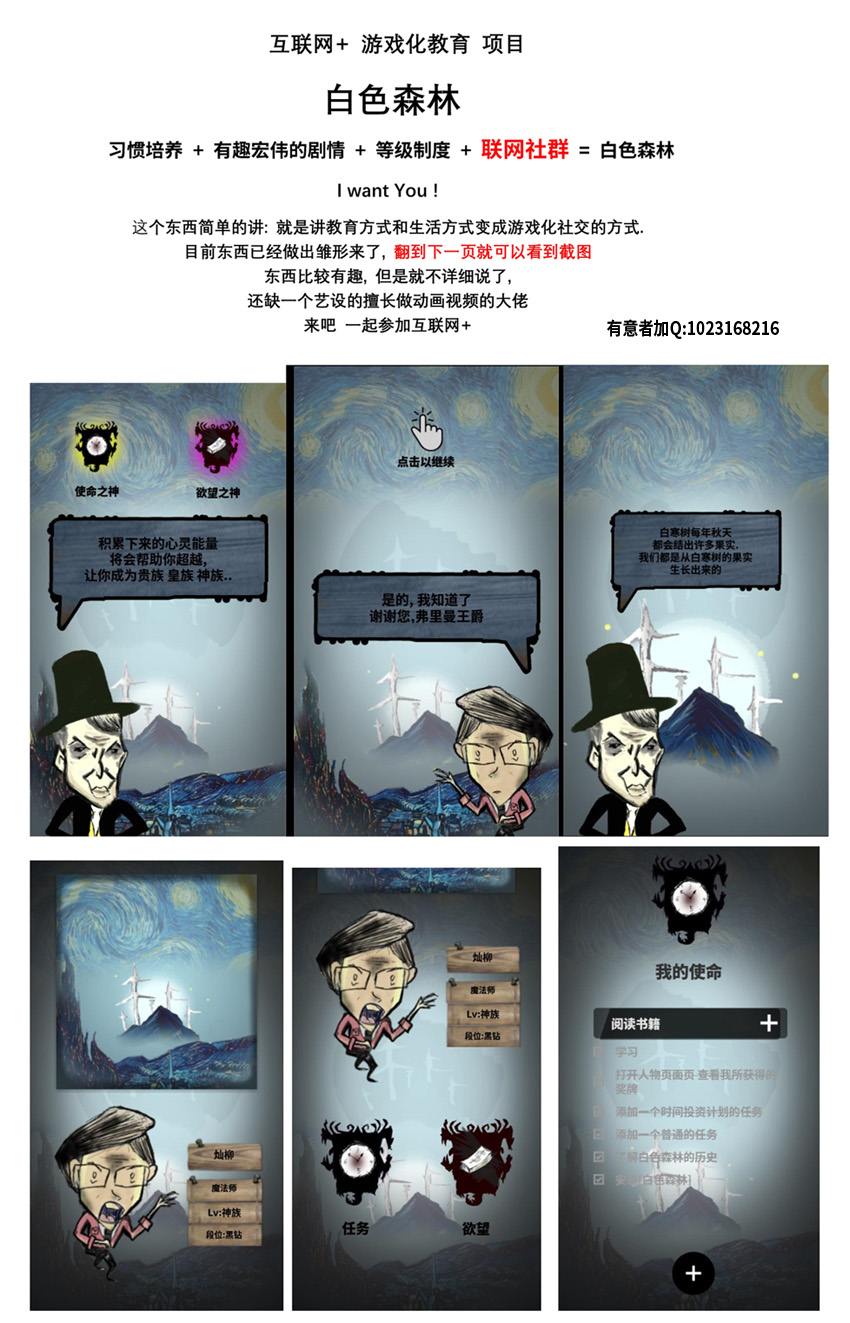 互联网+ 游戏化教育 项目
白色森林
习惯培养 + 有趣宏伟的剧情 + 等级制度 + 联网社群 = 白色森林
I want You !
这个东西简单的讲: 就是讲教育方式和生活方式变成游戏化社交的方式.
目前东西已经做出雏形来了, 翻到下一页就可以看到截图
东西比较有趣, 但是就不详细说了,
还缺一个艺设的擅长做动画视频的大佬
来吧 一起参加互联网+
有意者加Q:1023168216
使命之神
欲望之神
积累下来的心灵能量
将会帮助你超越,
让你成为贵族 皇族 神族..
点击以继续
是的, 我知道了
谢谢您,弗里曼王爵
白寒树每年秋天
都会结出许多果实.
我们都是从白寒树的果实
生长出来的
灿柳
魔法师
Lv:神族
段位:黑钻
灿柳
魔法师
Lv:神族
段位:黑钻
任务
欲望
我的使命
阅读书籍
学习
打开人物页面页-查看我所获得的
奖牌
添加一个时间投资计划的任务
添加一个普通的任务
了解白色森林的历史
[白色森林]